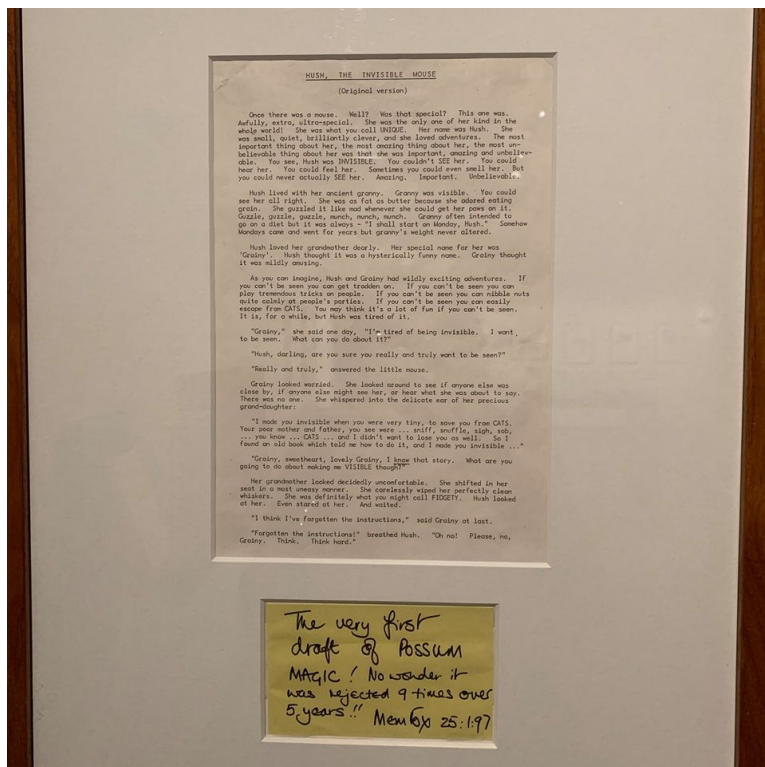 HUSH, THE INVISIBLE MOUSE
(Original version)
Once there was a mouse. Well? Was that special? This one was.
Awfully, extra, ultra-special. She was the only one of her kind in the
whole world! She was what you call UNIQUE. Her name was Hush. She
was small, quiet, brilliantly clever, and she loved adventures. The most
important thing about her, the most amazing thing about her, the most un-
believable thing about her was that she was important, amazing and unbeliev-
able. You see, Hush was INVISIBLE. You couldn't SEE her. You could
hear her. You could feel her. Sometimes you could even smell her. But
you could never actually SEE her. Amazing. Important. Unbelievable.
Hush lived with her ancient granny. Granny was visible. You could
see her all right. She was as fat as butter because she adored eating
grain. She guzzled it like mad whenever she could get her paws on it.
Guzzle, guzzle, guzzle, munch, munch, munch. Granny often intended to
go on a diet but it was always - "I shall start on Monday, Hush." Somehow
Mondays came and went for years but granny's weight never altered.
Hush loved her grandmother dearly. Her special name for her was
'Grainy'. Hush thought it was a hysterically funny name. Grainy thought
it was mildly amusing.
As you can imagine, Hush and Grainy had wildly exciting adventures. If
you can't be seen you can get trodden on. If you can't be seen you can
play tremendous tricks on people. If you can't be seen you can nibble nuts
quite calmly at people's parties. If you can't be seen you can easily
escape from CATS. You may think it's a lot of fun if you can't be seen.
It is, for a while, but Hush was tired of it.
"Grainy," she said one day, "I'm tired of being invisible. I want
to be seen. What can you do about it?"
"Hush, darling, are you sure you really and truly want to be seen?"
"Really and truly," answered the little mouse.
Grainy looked worried. She looked around to see if anyone else was
close by, if anyone else might see her, or hear what she was about to say.
There was no one. She whispered into the delicate ear of her precious
grand-daughter:
"I made you invisible when you were very tiny, to save you from CATS.
Your poor mother and father, you see were ... sniff, snuffle, sigh, sob,
... you know ... CATS ... and I didn't want to lose you as well. So I
found an old book which told me how to do it, and I made you invisible ..."
"Grainy, sweetheart, lovely Grainy, I know that story. What are you
going to do about making me VISIBLE though?"
Her grandmother looked decidedly uncomfortable. She shifted in her
seat in a most uneasy manner. She carelessly wiped her perfectly clean
whiskers. She was definitely what you might call FIDGETY. Hush looked
at her. Even stared at her. And waited.
"I think I've forgotten the instructions," said Grainy at last.
"Forgotten the instructions!" breathed Hush. "Oh no! Please, no,
Grainy. Think. Think hard."
The very first
draft of POSSUM
MAGIC! No wonder it
was rejected 9 times over
5 years!! Mem Fox 25:1:97